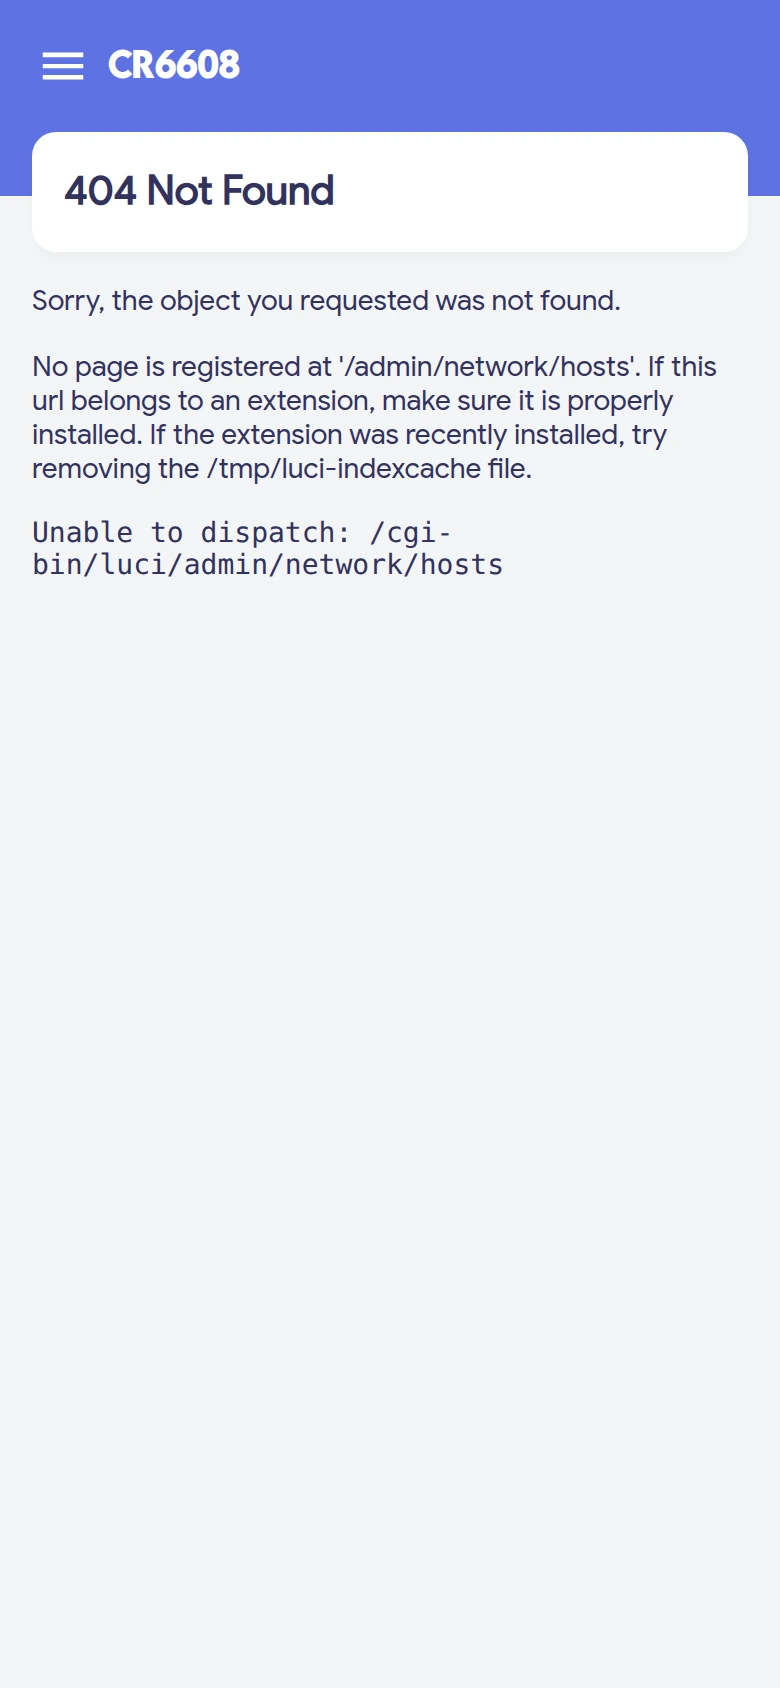 CR6608
404 Not Found
Sorry, the object you requested was not found.
No page is registered at '/admin/network/hosts'. If this
url belongs to an extension, make sure it is properly
installed. If the extension was recently installed, try
removing the /tmp/luci-indexcache file.
Unable to dispatch: /cgi-
bin/luci/admin/network/hosts